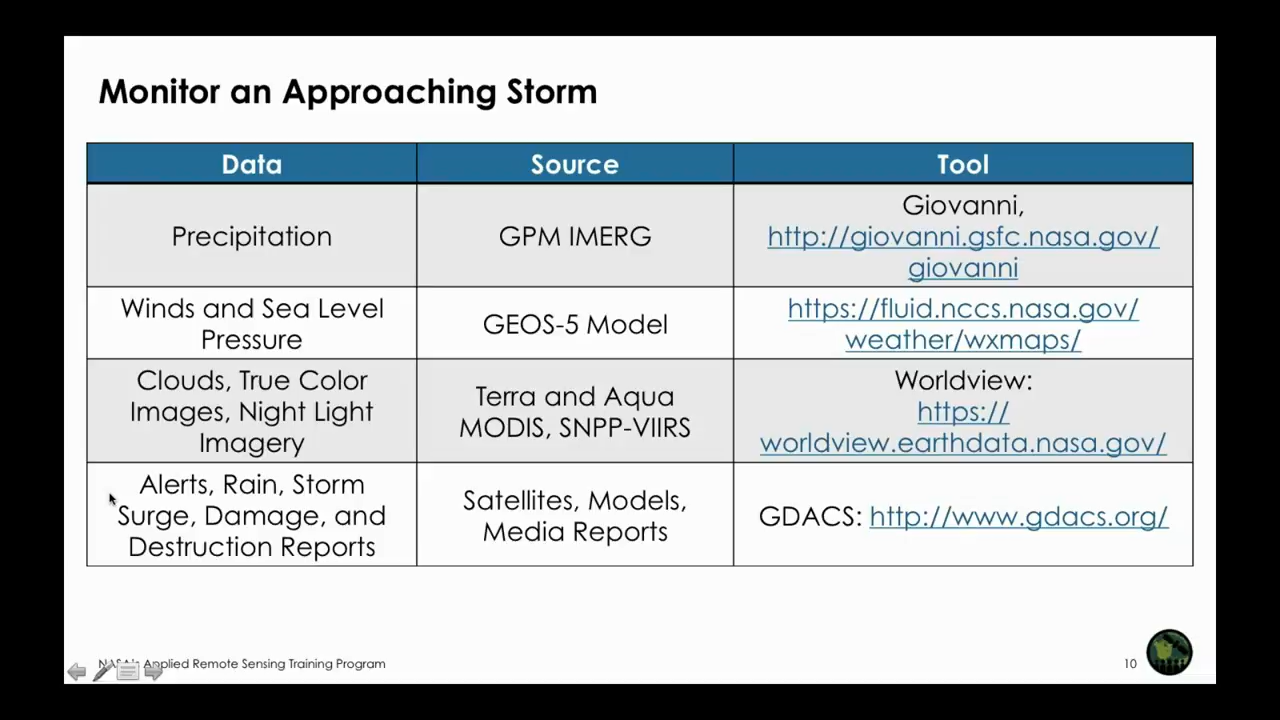 Monitor an Approaching Storm
Data
Source
Tool
Precipitation
GPM IMERG
Giovanni,
http://giovanni.gsfc.nasa.gov/
giovanni
Winds and Sea Level
Pressure
GEOS-5 Model
https://fluid.nccs.nasa.gov/
weather/wxmaps/
Clouds, True Color
Images, Night Light
Imagery
Terra and Aqua
MODIS, SNPP-VIIRS
Worldview:
https://
worldview.earthdata.nasa.gov/
Alerts, Rain, Storm
Surge, Damage, and
Destruction Reports
Satellites, Models,
Media Reports
GDACS: http://www.gdacs.org/
NASA's Applied Remote Sensing Training Program
10